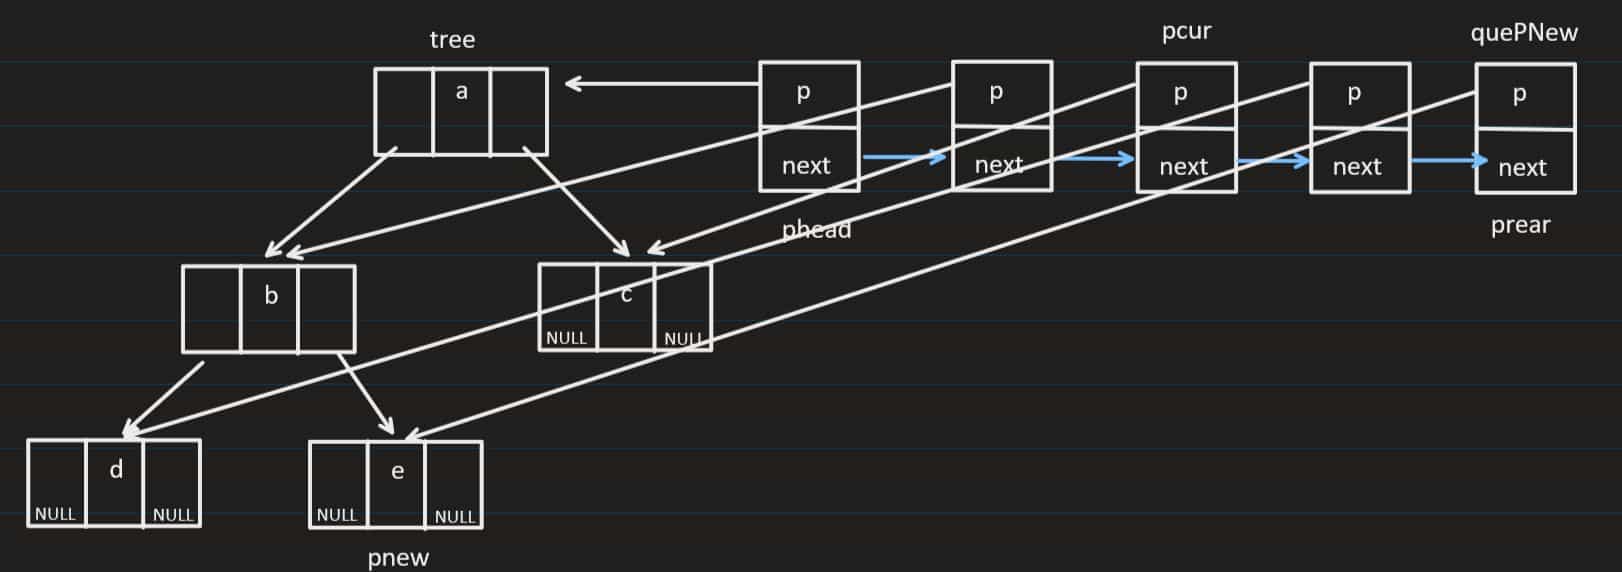 tree
pcur
quePNew
a
p
p
p
p
p
next
next
next
next
next
phead
prear
b
c
NULL
NULL
d
e
NULL
NULL
NULL
NULL
pnew